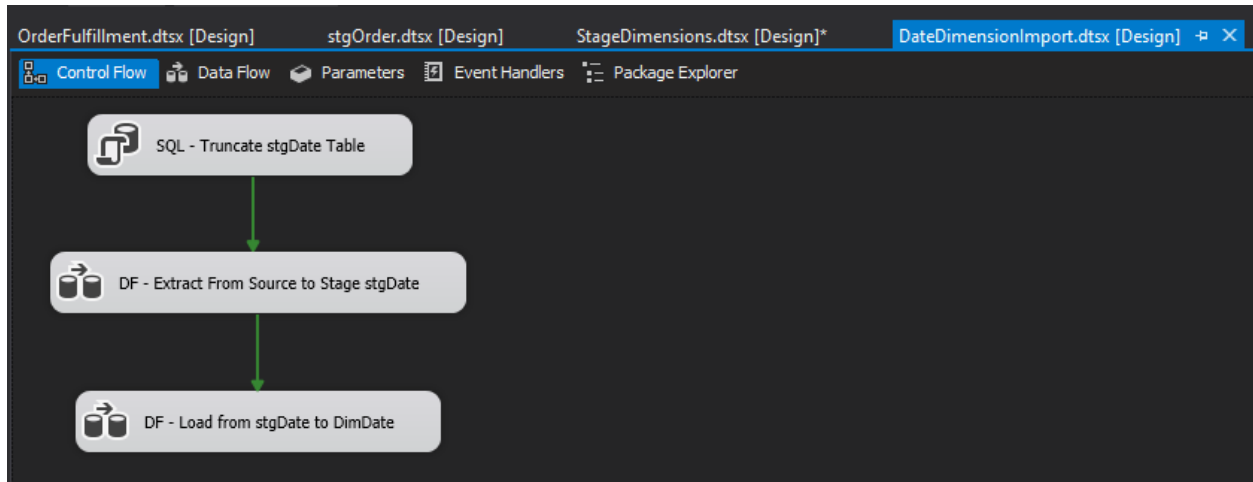 OrderFulfillment.dtsx [Design] stgOrder.dtsx [Design] StageDimensions.dtsx [Design]* DateDimensionImport.dtsx [Design]
Control Flow Data Flow Parameters Event Handlers Package Explorer
SQL - Truncate stgDate Table
DF - Extract From Source to Stage stgDate
DF - Load from stgDate to DimDate